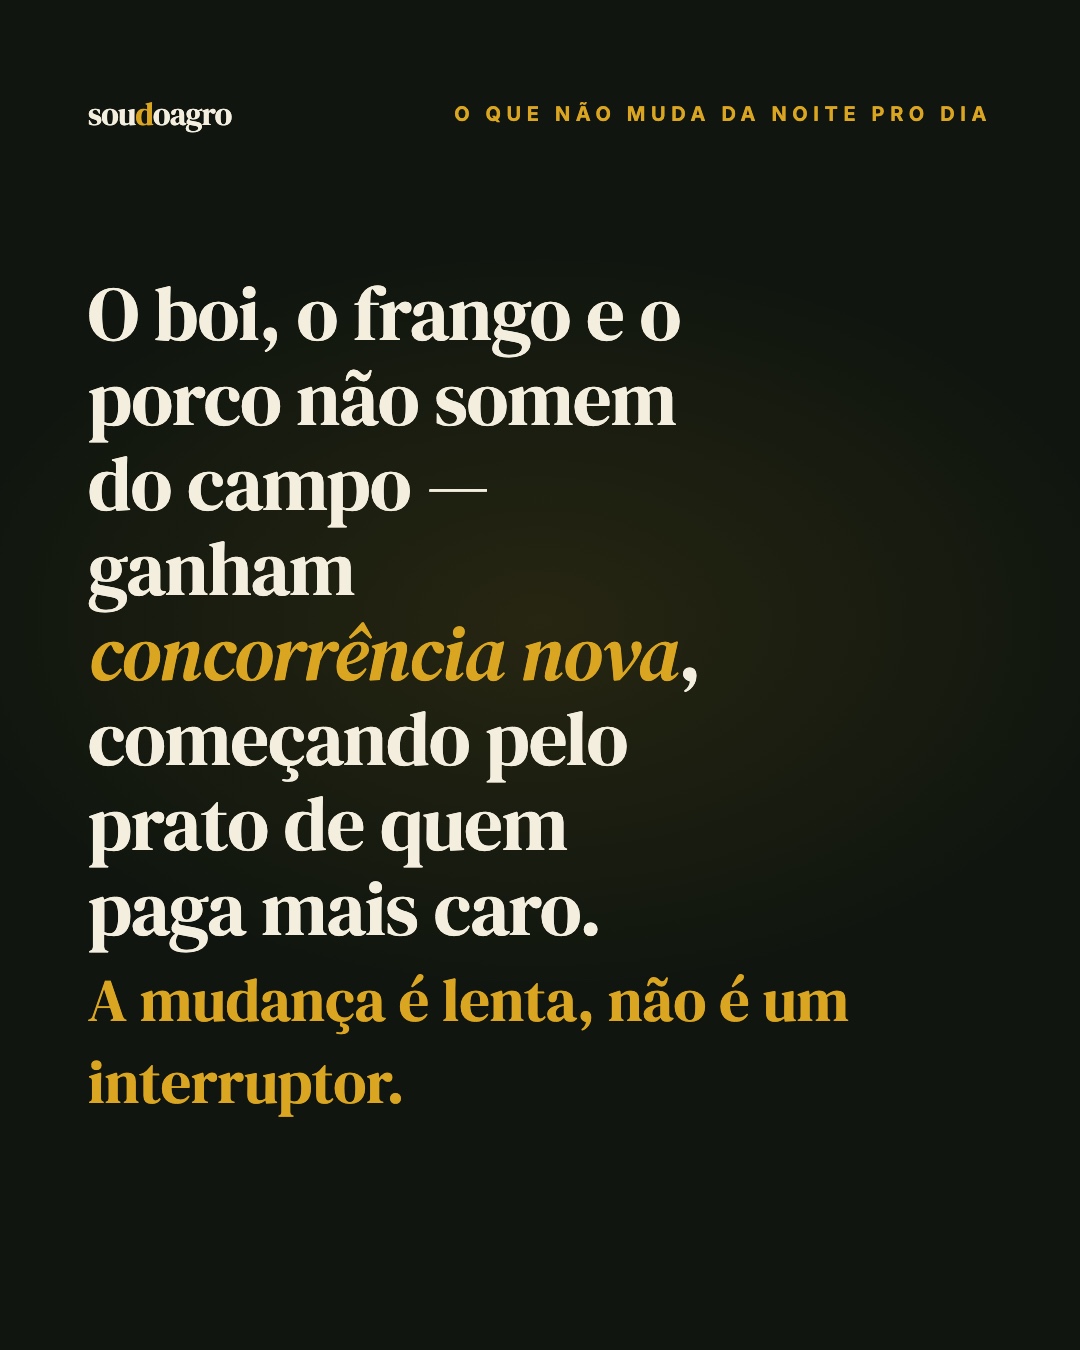 soudoagro
O QUE NÃO MUDA DA NOITE PRO DIA
O boi, o frango e o
porco não somem
do campo —
ganham
concorrência nova,
começando pelo
prato de quem
paga mais caro.
A mudança é lenta, não é um
interruptor.